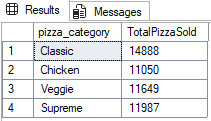 Results Messages
pizza_category TotalPizzaSold
1 Classic 14888
2 Chicken 11050
3 Veggie 11649
4 Supreme 11987